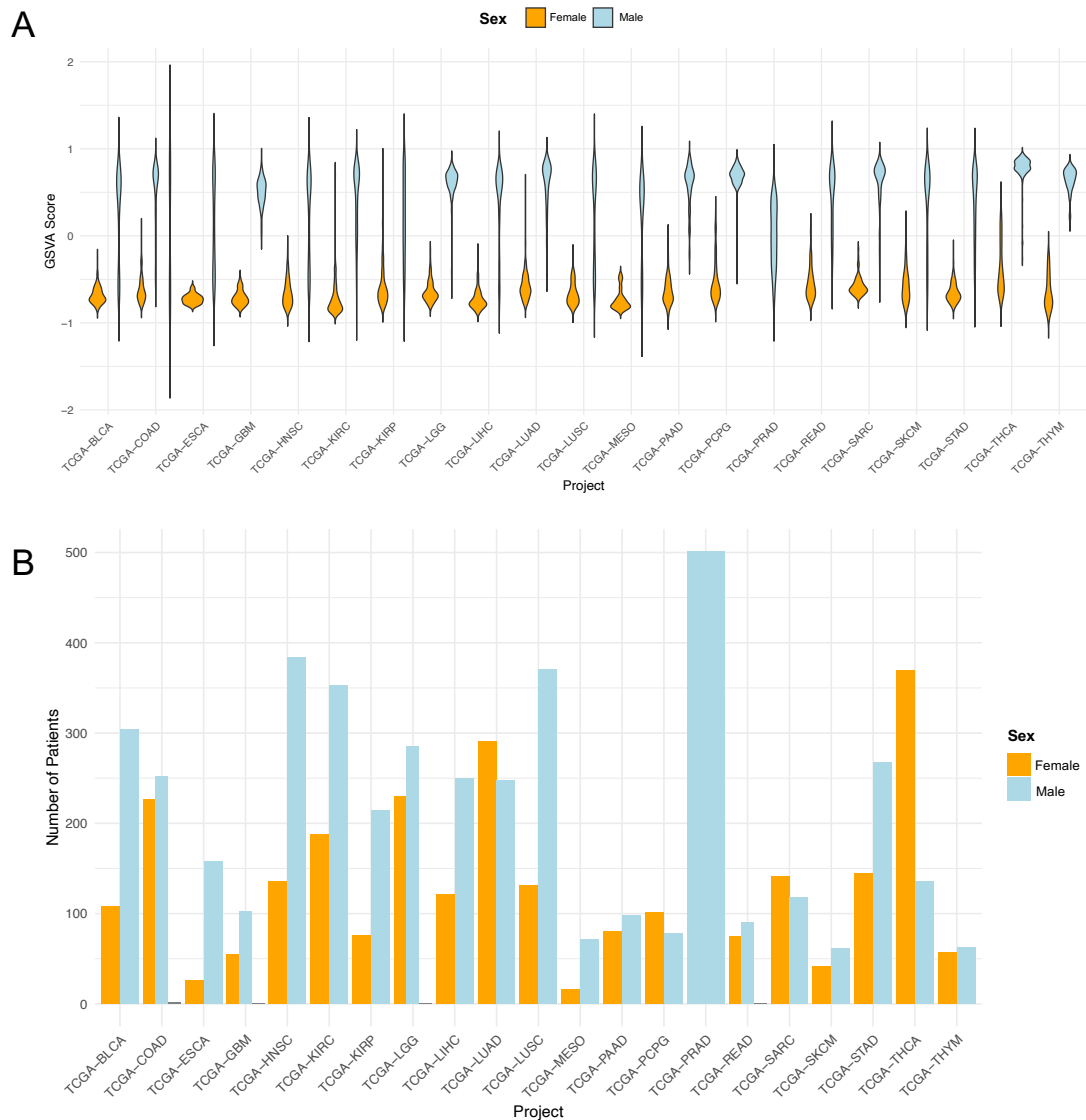 A
Sex Female Male
2
1
0
−1
−2
GSVA Score
TCGA−BLCA
TCGA−COAD
TCGA−ESCA
TCGA−GBM
TCGA−HNSC
TCGA−KIRC
TCGA−KIRP
TCGA−LGG
TCGA−LIHC
TCGA−LUAD
TCGA−LUSC
TCGA−MESO
TCGA−PAAD
TCGA−PCPG
TCGA−PRAD
TCGA−READ
TCGA−SARC
TCGA−SKCM
TCGA−STAD
TCGA−THCA
TCGA−THYM
Project
B
500
400
300
200
100
0
Number of Patients
Sex
Female
Male
TCGA−BLCA
TCGA−COAD
TCGA−ESCA
TCGA−GBM
TCGA−HNSC
TCGA−KIRC
TCGA−KIRP
TCGA−LGG
TCGA−LIHC
TCGA−LUAD
TCGA−LUSC
TCGA−MESO
TCGA−PAAD
TCGA−PCPG
TCGA−PRAD
TCGA−READ
TCGA−SARC
TCGA−SKCM
TCGA−STAD
TCGA−THCA
TCGA−THYM
Project